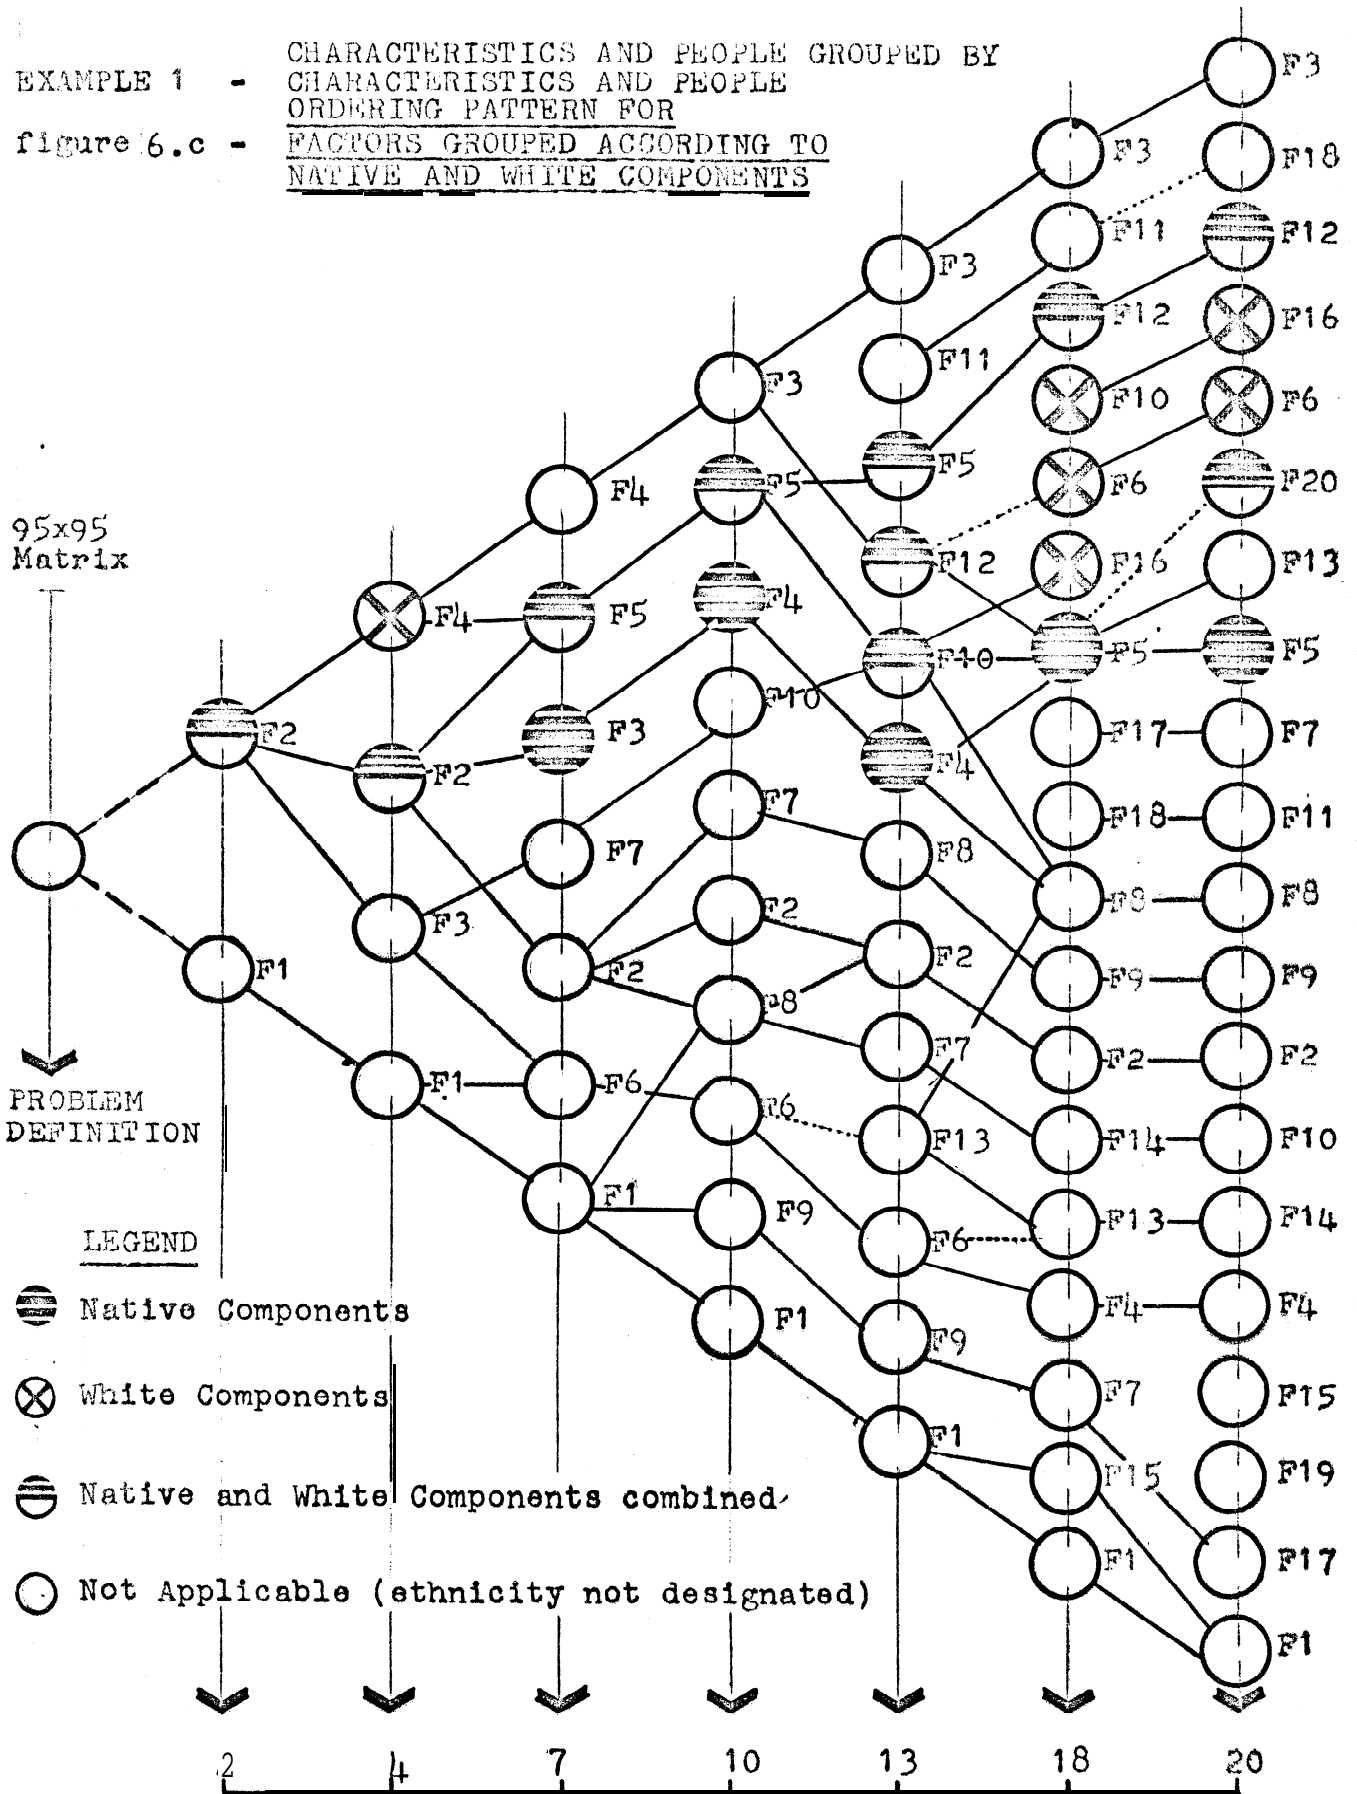 CHARACTERISTICS AND PEOPLE GROUPED BY
EXAMPLE 1 - CHARACTERISTICS AND PEOPLE
ORDERING PATTERN FOR
figure 6.c - FACTORS GROUPED ACCORDING TO
NATIVE AND WHITE COMPONENTS
95x95
Matrix
PROBLEM
DEFINITION
F2
F1
F4
F2
F3
F1
F4
F5
F3
F7
F2
F6
F1
F3
F5
F4
F10
F7
F2
F8
F6
F9
F1
F3
F11
F5
F12
F10
F4
F8
F2
F7
F13
F6
F9
F1
F3
F11
F12
F10
F6
F16
F5
F17
F18
F8
F9
F2
F14
F13
F4
F7
F15
F1
F3
F18
F12
F16
F6
F20
F13
F5
F7
F11
F8
F9
F2
F10
F14
F4
F15
F19
F17
F1
LEGEND
Native Components
White Components
Native and White Components combined
Not Applicable (ethnicity not designated)
2 4 7 10 13 18 20